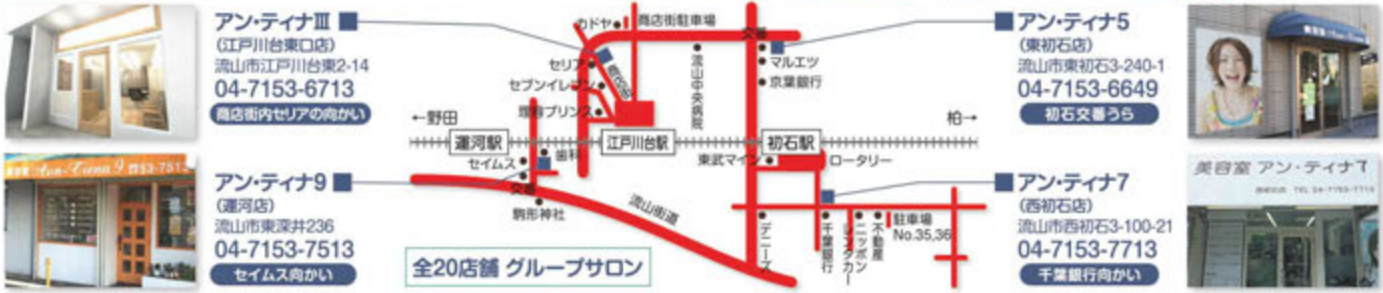 アン・ティナⅢ
(江戸川台東口店)
流山市江戸川台東2-14
04-7153-6713
商店街内セリアの向かい
アン・ティナ9
(運河店)
流山市東深井236
04-7153-7513
セイムス向かい
カドヤ
商店街駐車場
セリア
セブンイレブン
理容プリンス
流山中央病院
交番
マルエツ
京葉銀行
←野田
柏→
運河駅
江戸川台駅
初石駅
セイムス
歯科
交番
駒形神社
流山街道
東武マイン
ロータリー
デニーズ
千葉銀行
ニッポンレンタカー
不動産
駐車場
No.35,36
全20店舗 グループサロン
アン・ティナ5
(東初石店)
流山市東初石3-240-1
04-7153-6649
初石交番うら
アン・ティナ7
(西初石店)
流山市西初石3-100-21
04-7153-7713
千葉銀行向かい
美容室 アン・ティナ7